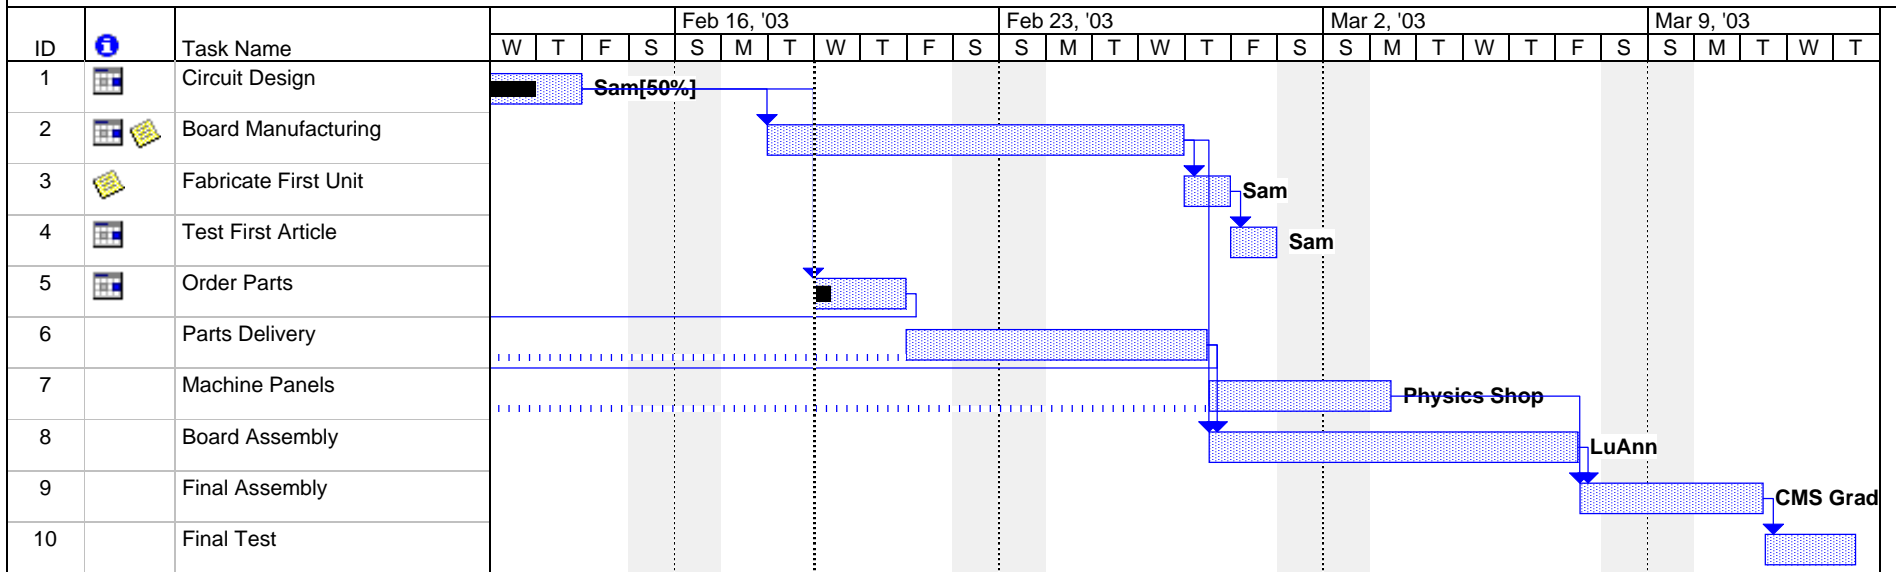 Feb 16, '03 Feb 23, '03 Mar 2, '03 Mar 9, '03
ID i Task Name W T F S S M T W T F S S M T W T F S S M T W T F S S M T W T
1 Circuit Design Sam[50%]
2 Board Manufacturing
3 Fabricate First Unit Sam
4 Test First Article Sam
5 Order Parts
6 Parts Delivery
7 Machine Panels Physics Shop
8 Board Assembly LuAnn
9 Final Assembly CMS Grad
10 Final Test